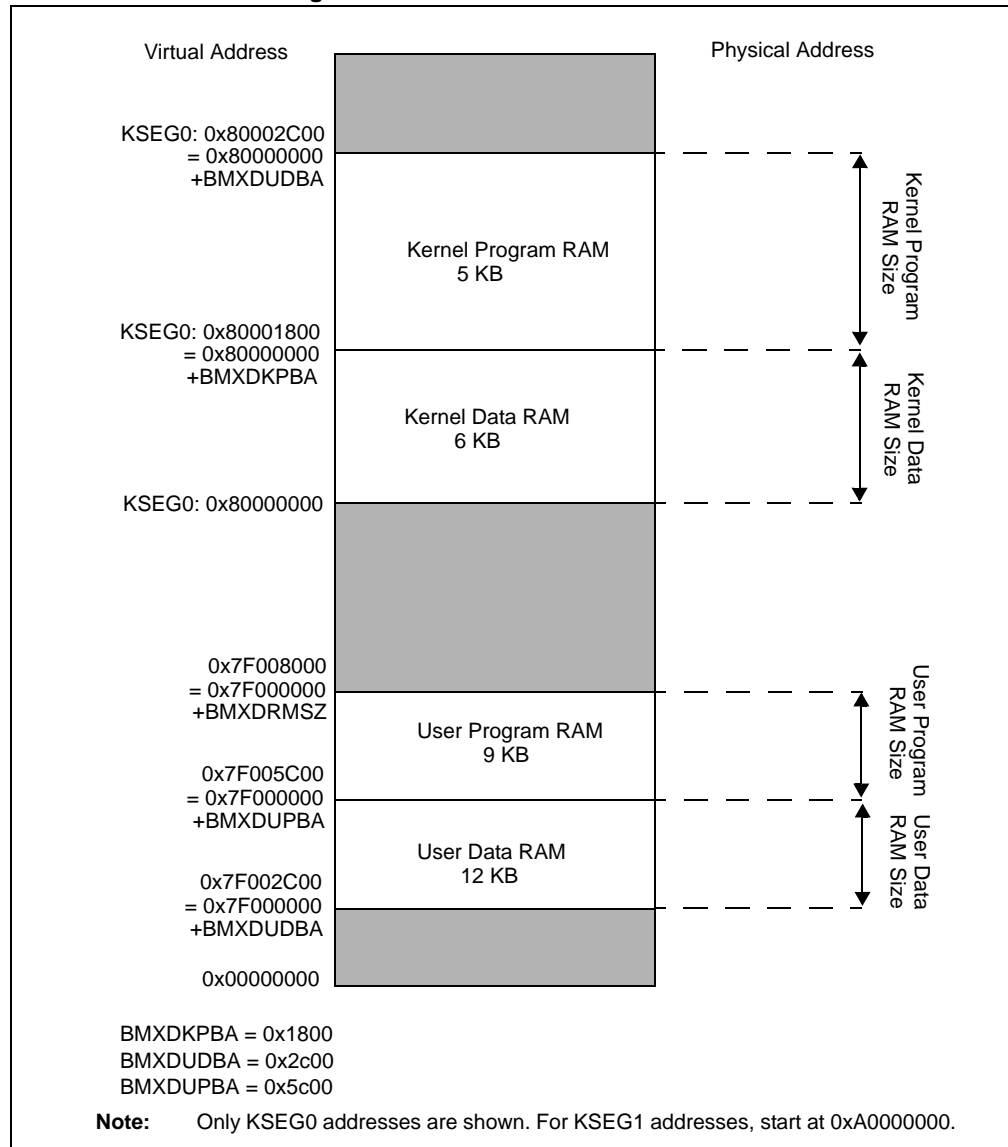 Virtual Address
Physical Address
KSEG0: 0x80002C00
= 0x80000000
+BMXDUDBA
Kernel Program RAM
5 KB
Kernel Program
RAM Size
KSEG0: 0x80001800
= 0x80000000
+BMXDKPBA
Kernel Data RAM
6 KB
Kernel Data
RAM Size
KSEG0: 0x80000000
0x7F008000
= 0x7F000000
+BMXDRMSZ
User Program RAM
9 KB
User Program
RAM Size
0x7F005C00
= 0x7F000000
+BMXDUPBA
User Data RAM
12 KB
User Data
RAM Size
0x7F002C00
= 0x7F000000
+BMXDUDBA
0x00000000
BMXDKPBA = 0x1800
BMXDUDBA = 0x2c00
BMXDUPBA = 0x5c00
Note: Only KSEG0 addresses are shown. For KSEG1 addresses, start at 0xA0000000.